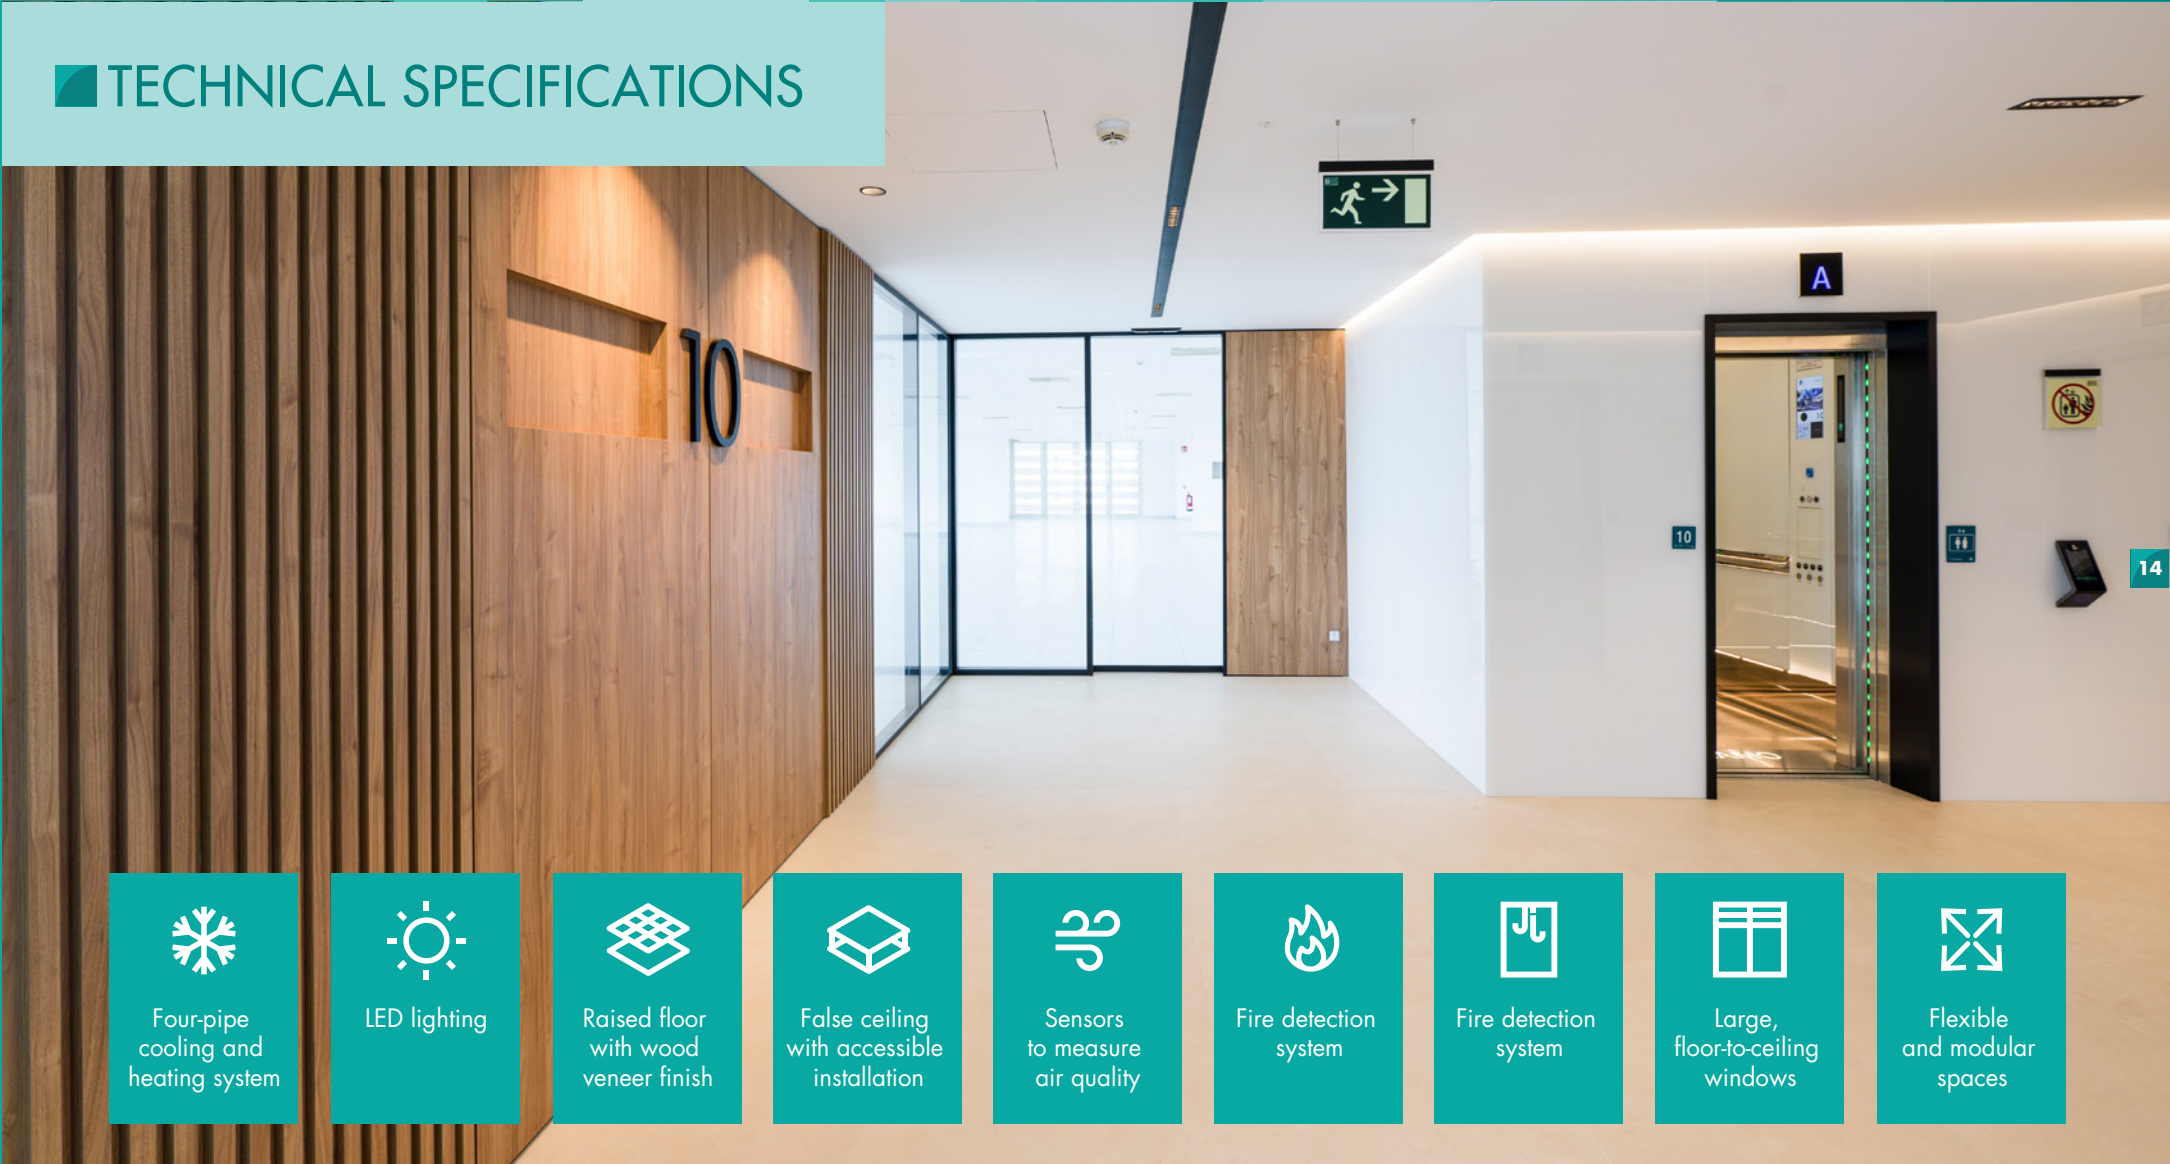 TECHNICAL SPECIFICATIONS
10
A
10
14
Four-pipe
cooling and
heating system
LED lighting
Raised floor
with wood
veneer finish
False ceiling
with accessible
installation
Sensors
to measure
air quality
Fire detection
system
Fire detection
system
Large,
floor-to-ceiling
windows
Flexible
and modular
spaces